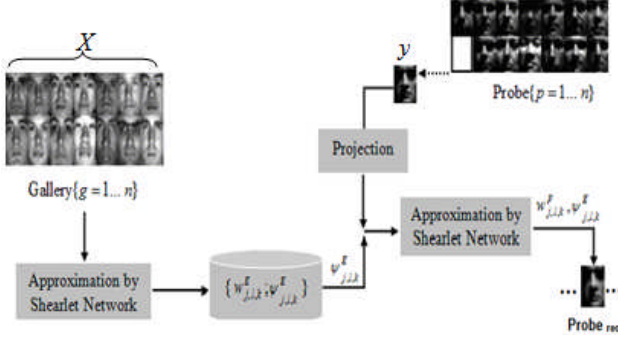 X
y
Probe{p = 1... n}
Projection
Gallery{g = 1... n}
Approximation by
Shearlet Network
w^p_{j,i,k}, ψ^g_{j,i,k}
Approximation by
Shearlet Network
{ w^g_{j,i,k}; ψ^g_{j,i,k} }
ψ^g_{j,i,k}
Probe rec